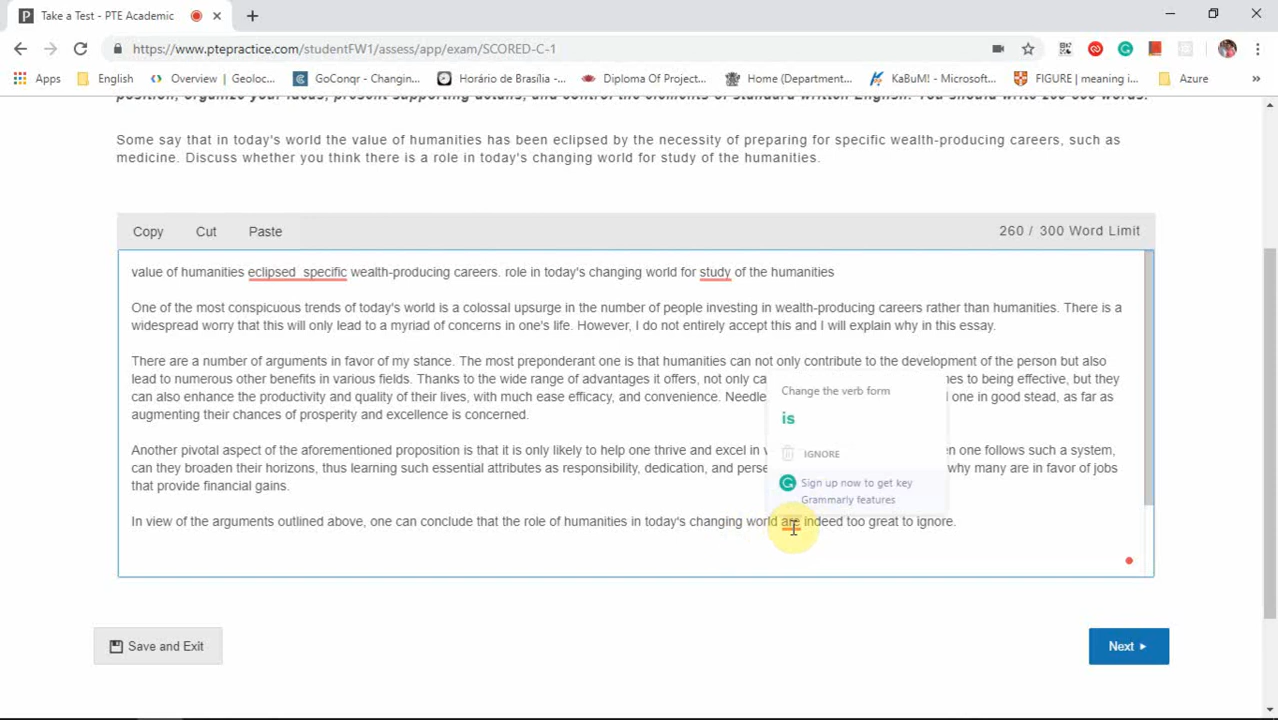 Take a Test - PTE Academic
https://www.ptepractice.com/studentFW1/assess/app/exam/SCORED-C-1
Apps English Overview | Geoloc... GoConqr - Changin... Horário de Brasília -... Diploma Of Project... Home (Department... KaBuM! - Microsoft... FIGURE | meaning i... Azure »
Some say that in today's world the value of humanities has been eclipsed by the necessity of preparing for specific wealth-producing careers, such as
medicine. Discuss whether you think there is a role in today's changing world for study of the humanities.
Copy Cut Paste 260 / 300 Word Limit
value of humanities eclipsed specific wealth-producing careers. role in today's changing world for study of the humanities
One of the most conspicuous trends of today's world is a colossal upsurge in the number of people investing in wealth-producing careers rather than humanities. There is a
widespread worry that this will only lead to a myriad of concerns in one's life. However, I do not entirely accept this and I will explain why in this essay.
There are a number of arguments in favor of my stance. The most preponderant one is that humanities can not only contribute to the development of the person but also
lead to numerous other benefits in various fields. Thanks to the wide range of advantages it offers, not only ca mes to being effective, but they
can also enhance the productivity and quality of their lives, with much ease efficacy, and convenience. Needle d one in good stead, as far as
augmenting their chances of prosperity and excellence is concerned.
Another pivotal aspect of the aforementioned proposition is that it is only likely to help one thrive and excel in v en one follows such a system,
can they broaden their horizons, thus learning such essential attributes as responsibility, dedication, and perse why many are in favor of jobs
that provide financial gains.
In view of the arguments outlined above, one can conclude that the role of humanities in today's changing world are indeed too great to ignore.
Change the verb form
is
IGNORE
Sign up now to get key
Grammarly features
Save and Exit Next